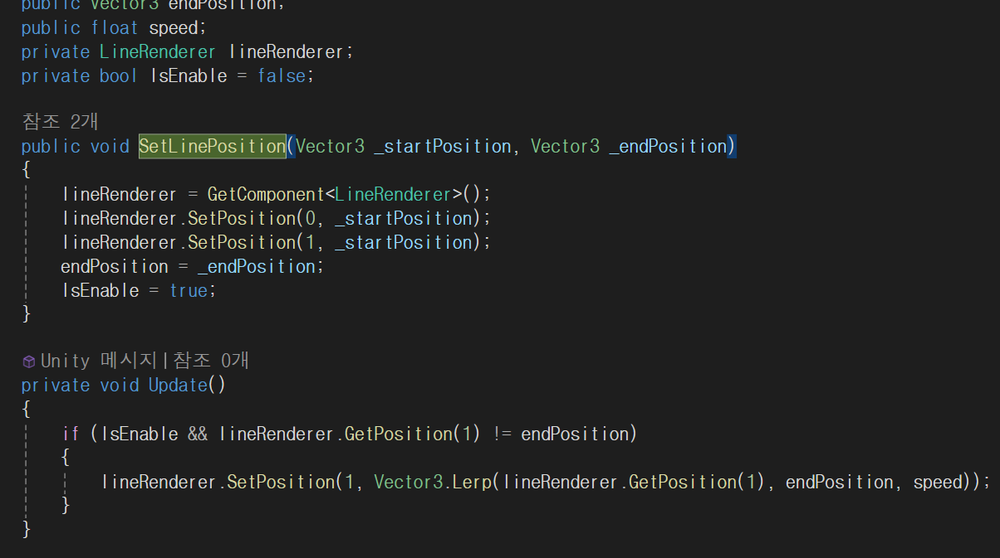 public Vector3 endPosition;
public float speed;
private LineRenderer lineRenderer;
private bool IsEnable = false;
참조 2개
public void SetLinePosition(Vector3 _startPosition, Vector3 _endPosition)
{
lineRenderer = GetComponent<LineRenderer>();
lineRenderer.SetPosition(0, _startPosition);
lineRenderer.SetPosition(1, _startPosition);
endPosition = _endPosition;
IsEnable = true;
}
Unity 메시지|참조 0개
private void Update()
{
if (IsEnable && lineRenderer.GetPosition(1) != endPosition)
{
lineRenderer.SetPosition(1, Vector3.Lerp(lineRenderer.GetPosition(1), endPosition, speed));
}
}